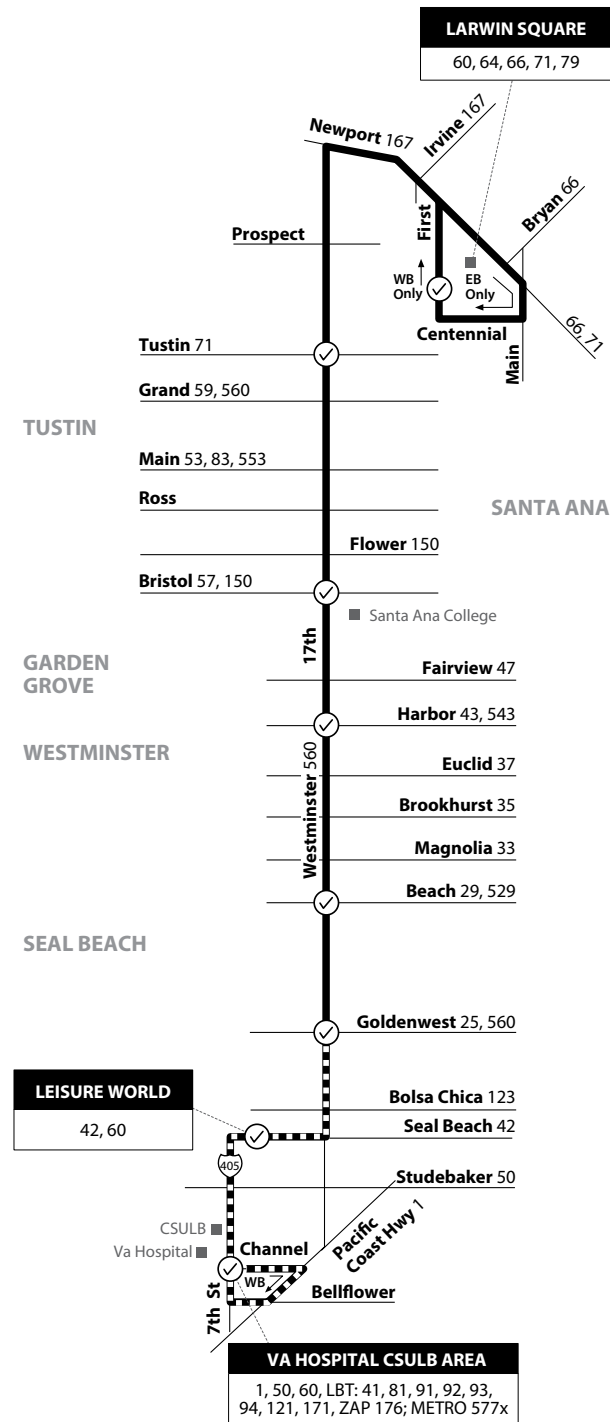 LARWIN SQUARE
60, 64, 66, 71, 79
Newport 167
Irvine 167
Bryan 66
First
Prospect
WB
Only
EB
Only
Centennial
Main
66, 71
Tustin 71
Grand 59, 560
TUSTIN
Main 53, 83, 553
Ross
SANTA ANA
Flower 150
Bristol 57, 150
Santa Ana College
17th
GARDEN
GROVE
Fairview 47
Harbor 43, 543
WESTMINSTER
Westminster 560
Euclid 37
Brookhurst 35
Magnolia 33
Beach 29, 529
SEAL BEACH
Goldenwest 25, 560
LEISURE WORLD
42, 60
Bolsa Chica 123
Seal Beach 42
405
Studebaker 50
CSULB
Va Hospital
Channel
Pacific
Coast Hwy 1
WB
7th St
Bellflower
VA HOSPITAL CSULB AREA
1, 50, 60, LBT: 41, 81, 91, 92, 93,
94, 121, 171, ZAP 176; METRO 577x